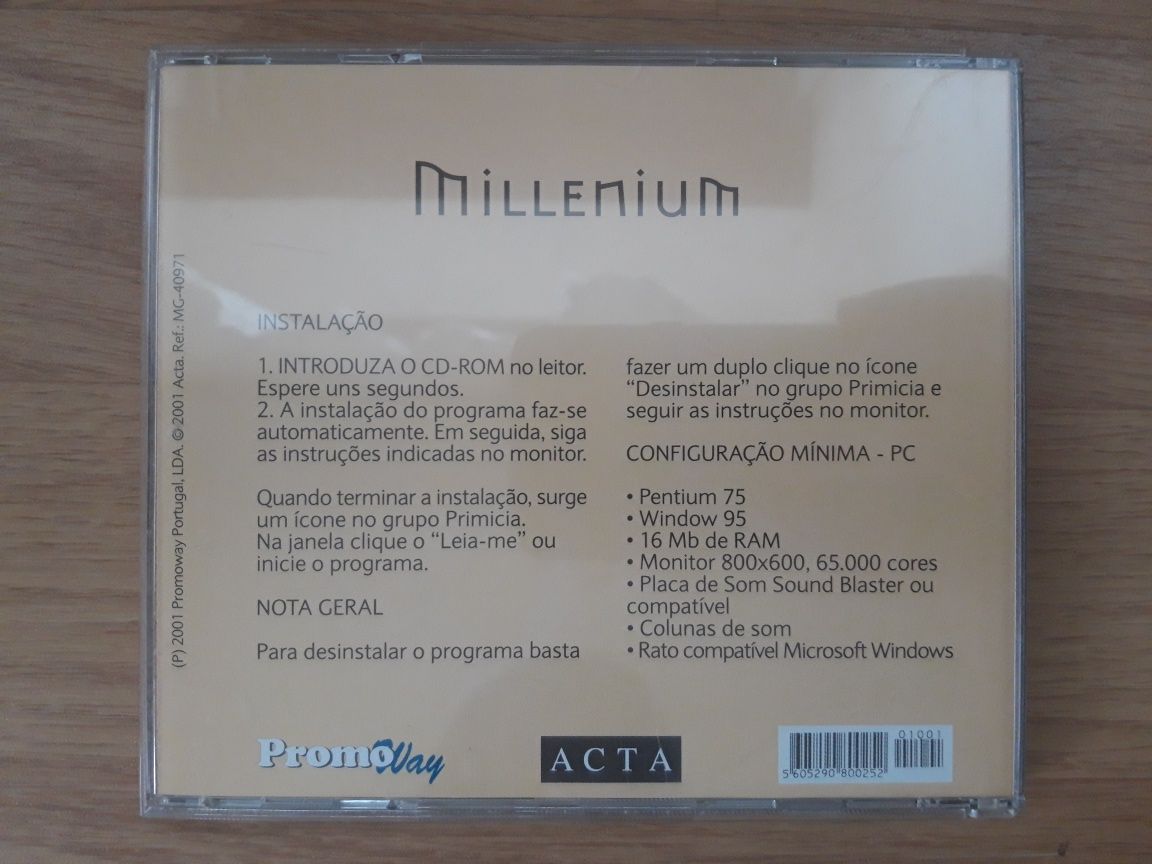 Millenium
(P) 2001 Promoway Portugal, LDA. © 2001 Acta. Ref.: MG-40971
INSTALAÇÃO
1. INTRODUZA O CD-ROM no leitor.
Espere uns segundos.
2. A instalação do programa faz-se
automaticamente. Em seguida, siga
as instruções indicadas no monitor.
Quando terminar a instalação, surge
um ícone no grupo Primicia.
Na janela clique o “Leia-me” ou
inicie o programa.
NOTA GERAL
Para desinstalar o programa basta
fazer um duplo clique no ícone
“Desinstalar” no grupo Primicia e
seguir as instruções no monitor.
CONFIGURAÇÃO MÍNIMA - PC
• Pentium 75
• Window 95
• 16 Mb de RAM
• Monitor 800x600, 65.000 cores
• Placa de Som Sound Blaster ou
compatível
• Colunas de som
• Rato compatível Microsoft Windows
PromoWay
ACTA
01001
5 605290 800252